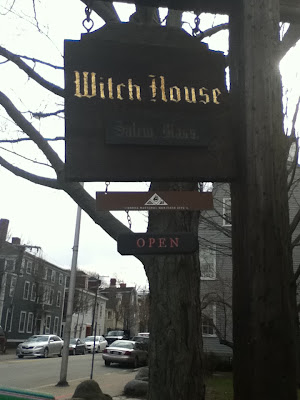 Witch House
Salem, Mass.
OPEN